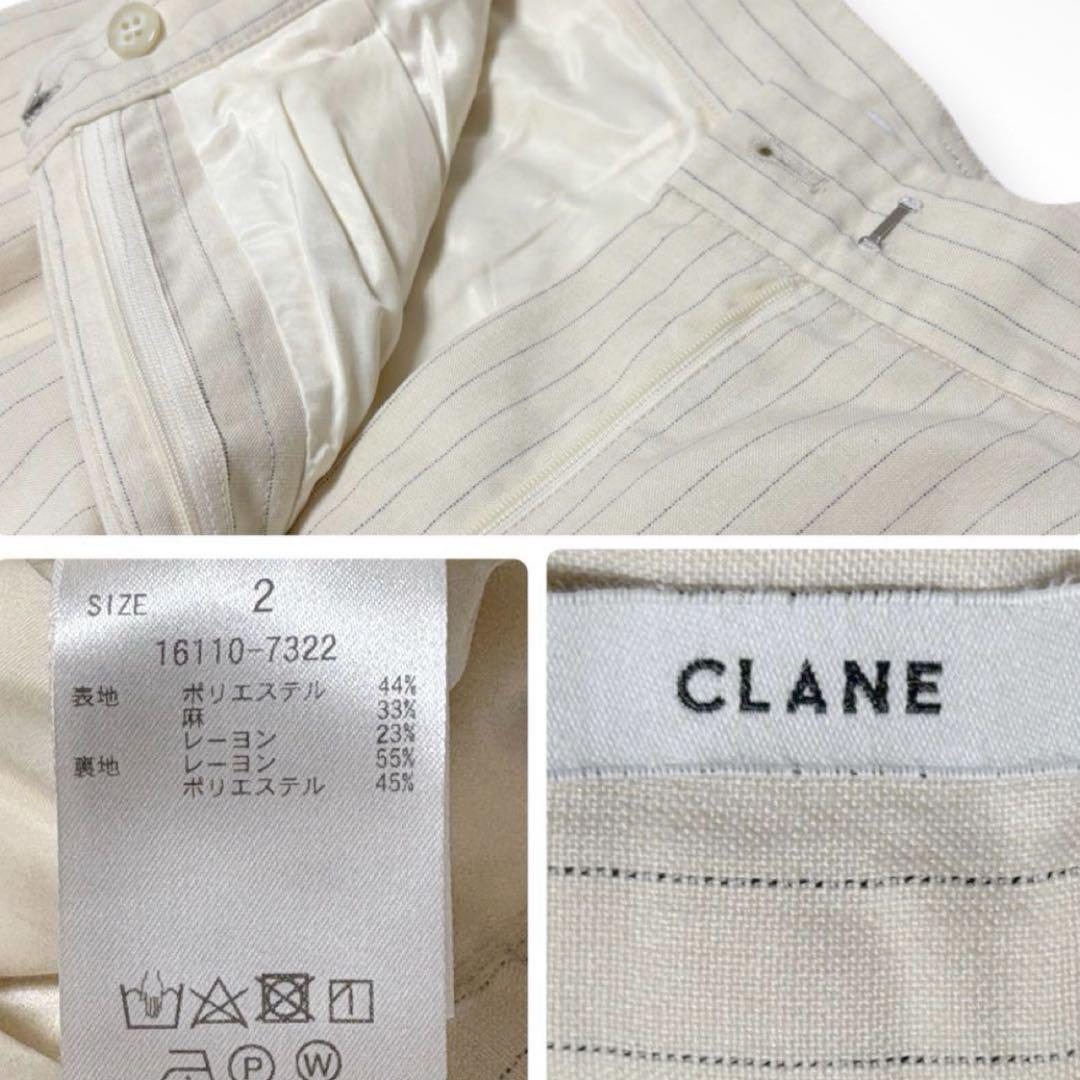 SIZE 2
16110-7322
表地 ポリエステル 44%
麻 33%
レーヨン 23%
裏地 レーヨン 55%
ポリエステル 45%
P W
CLANE